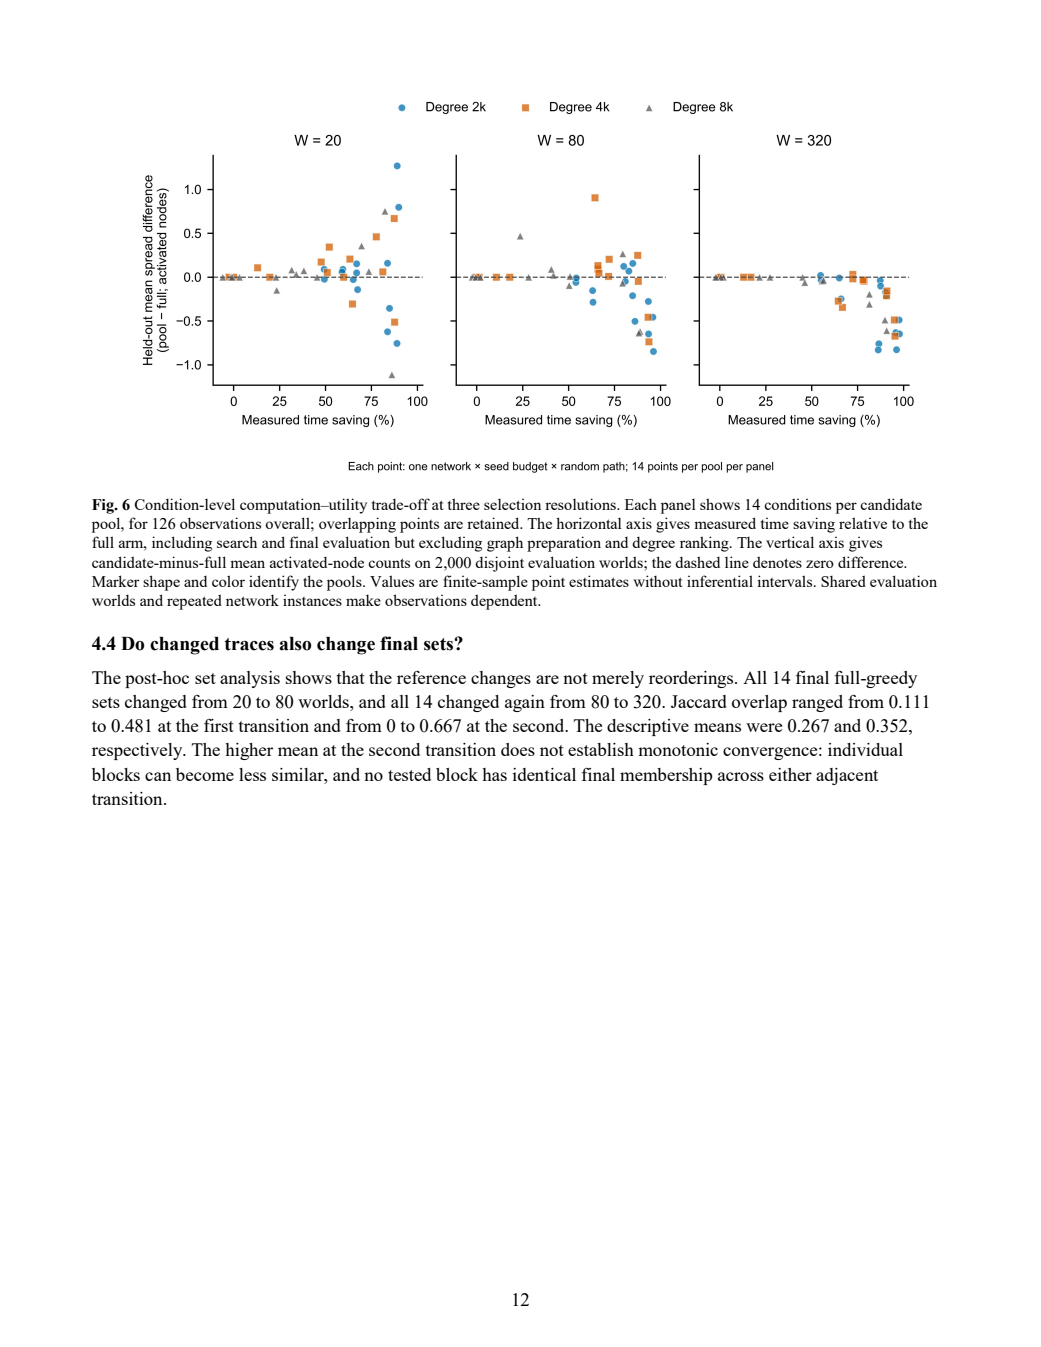 Degree 2k Degree 4k Degree 8k
W = 20 W = 80 W = 320
Held-out mean spread difference
(pool − full; activated nodes)
1.0
0.5
0.0
−0.5
−1.0
0 25 50 75 100 0 25 50 75 100 0 25 50 75 100
Measured time saving (%) Measured time saving (%) Measured time saving (%)
Each point: one network × seed budget × random path; 14 points per pool per panel
Fig. 6 Condition-level computation–utility trade-off at three selection resolutions. Each panel shows 14 conditions per candidate
pool, for 126 observations overall; overlapping points are retained. The horizontal axis gives measured time saving relative to the
full arm, including search and final evaluation but excluding graph preparation and degree ranking. The vertical axis gives
candidate-minus-full mean activated-node counts on 2,000 disjoint evaluation worlds; the dashed line denotes zero difference.
Marker shape and color identify the pools. Values are finite-sample point estimates without inferential intervals. Shared evaluation
worlds and repeated network instances make observations dependent.
4.4 Do changed traces also change final sets?
The post-hoc set analysis shows that the reference changes are not merely reorderings. All 14 final full-greedy
sets changed from 20 to 80 worlds, and all 14 changed again from 80 to 320. Jaccard overlap ranged from 0.111
to 0.481 at the first transition and from 0 to 0.667 at the second. The descriptive means were 0.267 and 0.352,
respectively. The higher mean at the second transition does not establish monotonic convergence: individual
blocks can become less similar, and no tested block has identical final membership across either adjacent
transition.
12